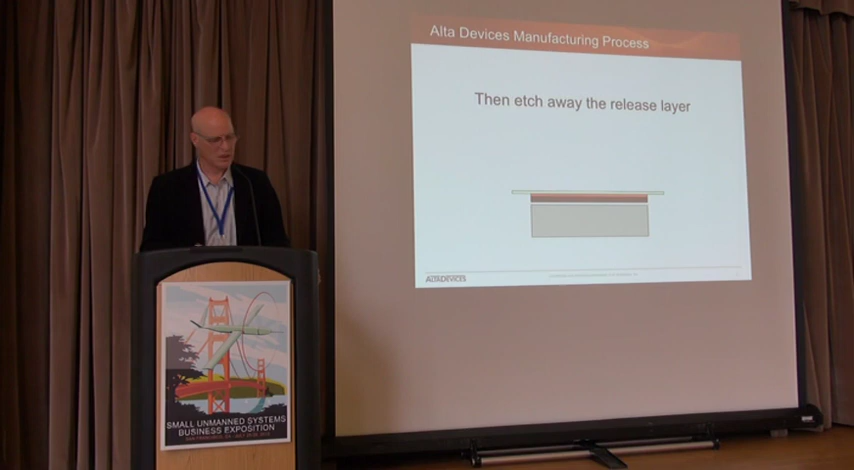 Alta Devices Manufacturing Process
Then etch away the release layer
ALTADEVICES
SMALL UNMANNED SYSTEMS
BUSINESS EXPOSITION